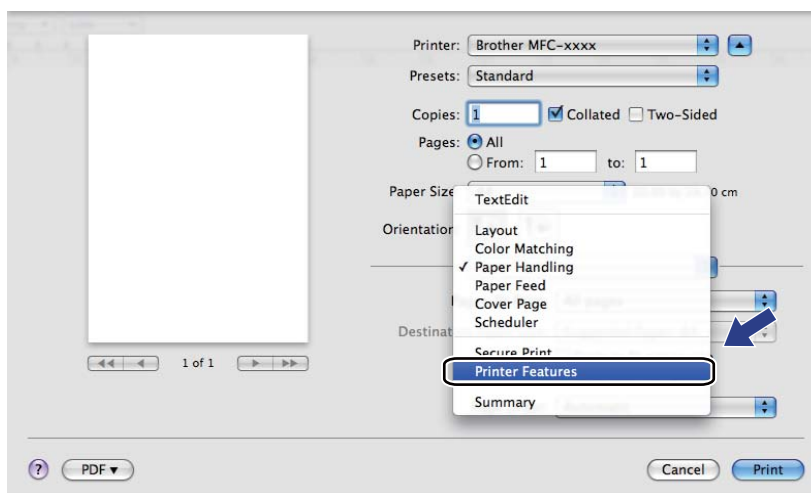 Printer: Brother MFC-xxxx
Presets: Standard
Copies: 1 Collated Two-Sided
Pages: All
From: 1 to: 1
Paper Size
0 cm
TextEdit
Orientation
Layout
Color Matching
✓ Paper Handling
Paper Feed
Cover Page
Destinat
Scheduler
Secure Print
Printer Features
Summary
1 of 1
? PDF▼ Cancel Print